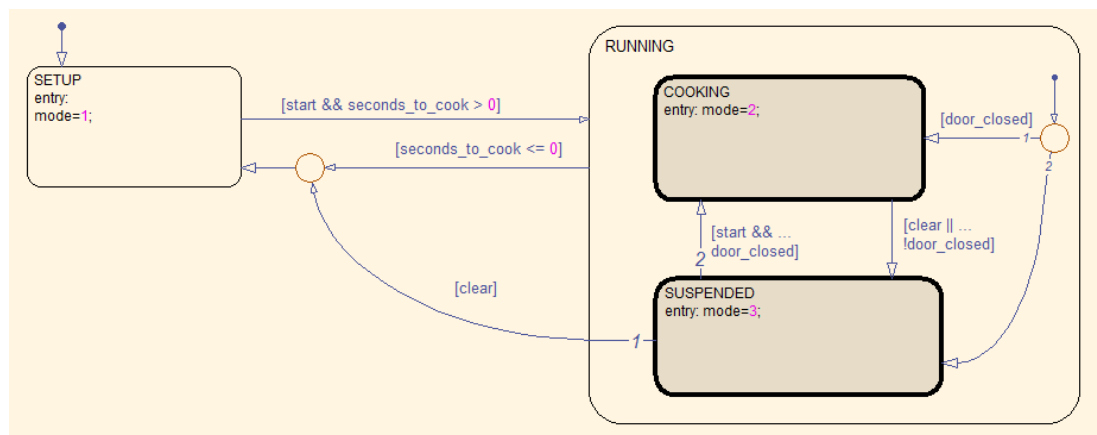 SETUP
entry:
mode=1;
[start && seconds_to_cook > 0]
[seconds_to_cook <= 0]
[clear]
RUNNING
COOKING
entry: mode=2;
[door_closed]
1
2
[start && ...
door_closed]
2
[clear || ...
!door_closed]
SUSPENDED
entry: mode=3;
1